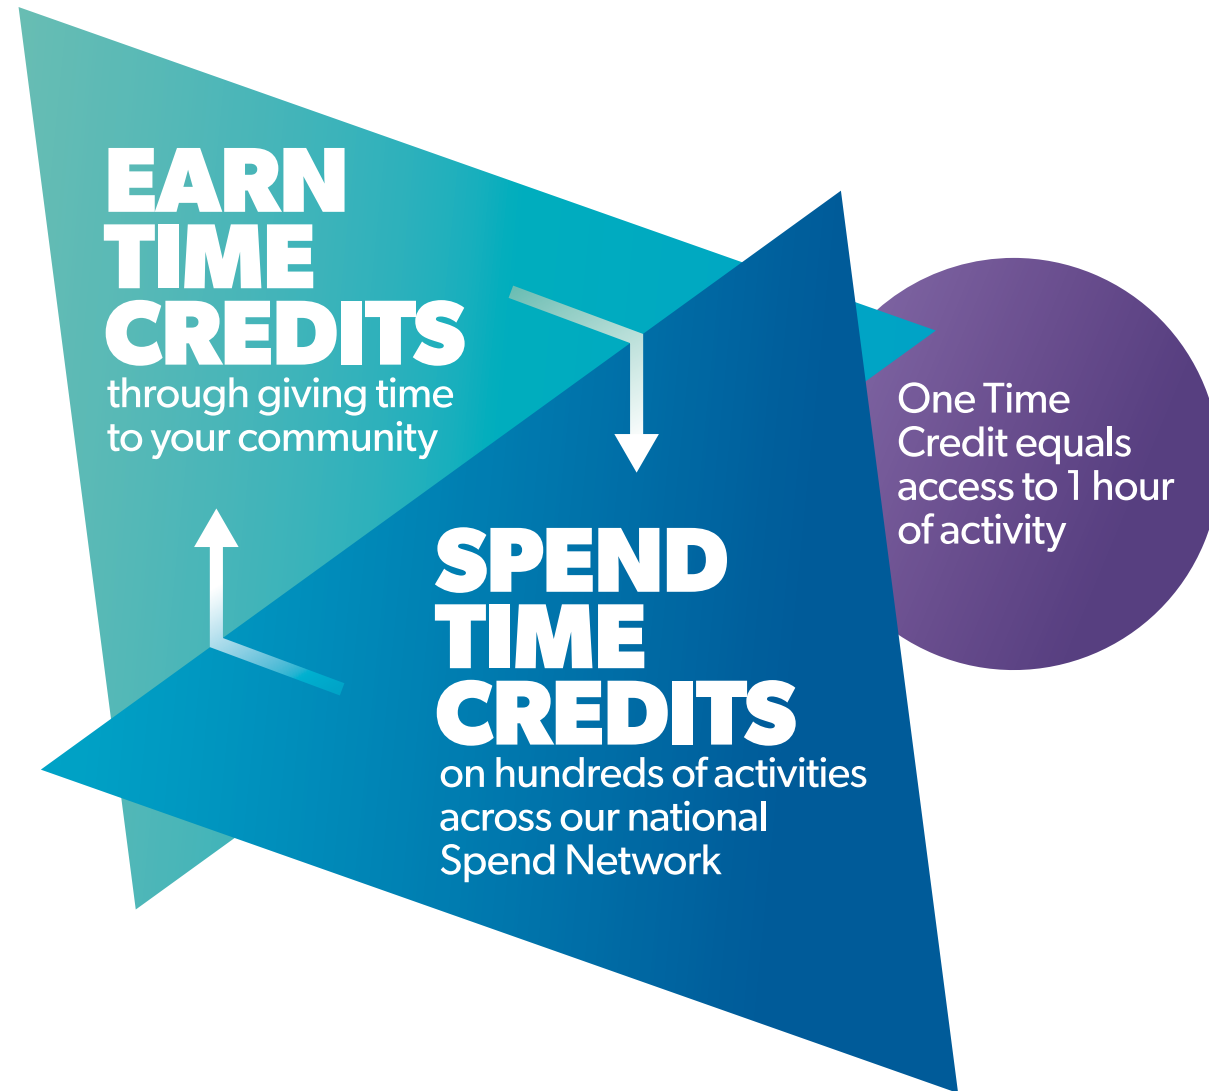 EARN
TIME
CREDITS
through giving time
to your community
SPEND
TIME
CREDITS
on hundreds of activities
across our national
Spend Network
One Time
Credit equals
access to 1 hour
of activity